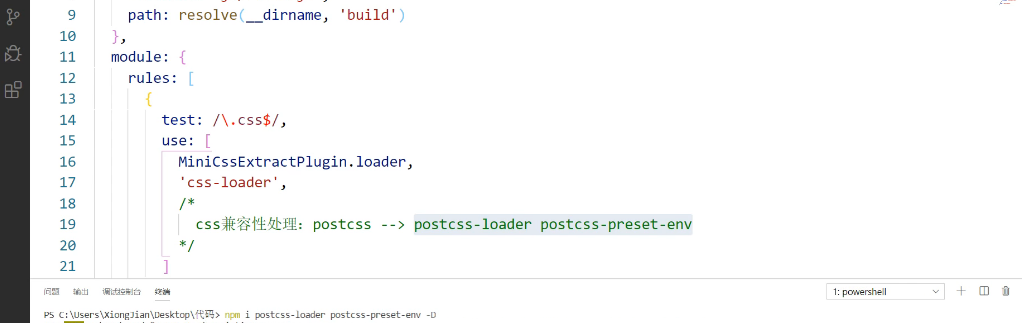 9 path: resolve(__dirname, 'build')
10 },
11 module: {
12 rules: [
13 {
14 test: /\.css$/,
15 use: [
16 MiniCssExtractPlugin.loader,
17 'css-loader',
18 /*
19 css兼容性处理：postcss --> postcss-loader postcss-preset-env
20 */
21 ]
问题 输出 调试控制台 终端 1: powershell
PS C:\Users\XiongJian\Desktop\代码> npm i postcss-loader postcss-preset-env -D